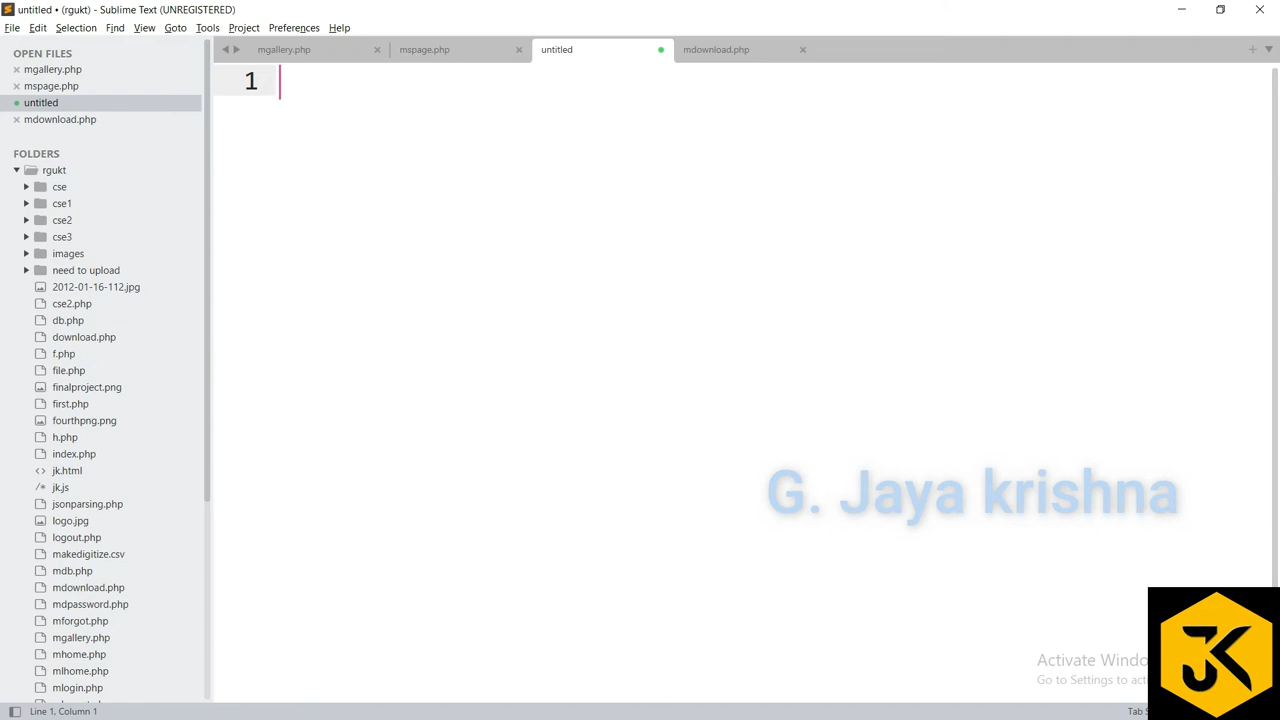 untitled • (rgukt) - Sublime Text (UNREGISTERED)
File Edit Selection Find View Goto Tools Project Preferences Help
OPEN FILES
mgallery.php
mspage.php
untitled
mdownload.php
FOLDERS
rgukt
cse
cse1
cse2
cse3
images
need to upload
2012-01-16-112.jpg
cse2.php
db.php
download.php
f.php
file.php
finalproject.png
first.php
fourthpng.png
h.php
index.php
<> jk.html
/* jk.js
jsonparsing.php
logo.jpg
logout.php
makedigitize.csv
mdb.php
mdownload.php
mdpassword.php
mforgot.php
mgallery.php
mhome.php
mlhome.php
mlogin.php
mgallery.php mspage.php untitled mdownload.php
1
G. Jaya krishna
Activate Windo
Go to Settings to act
JK
Line 1, Column 1
Tab S